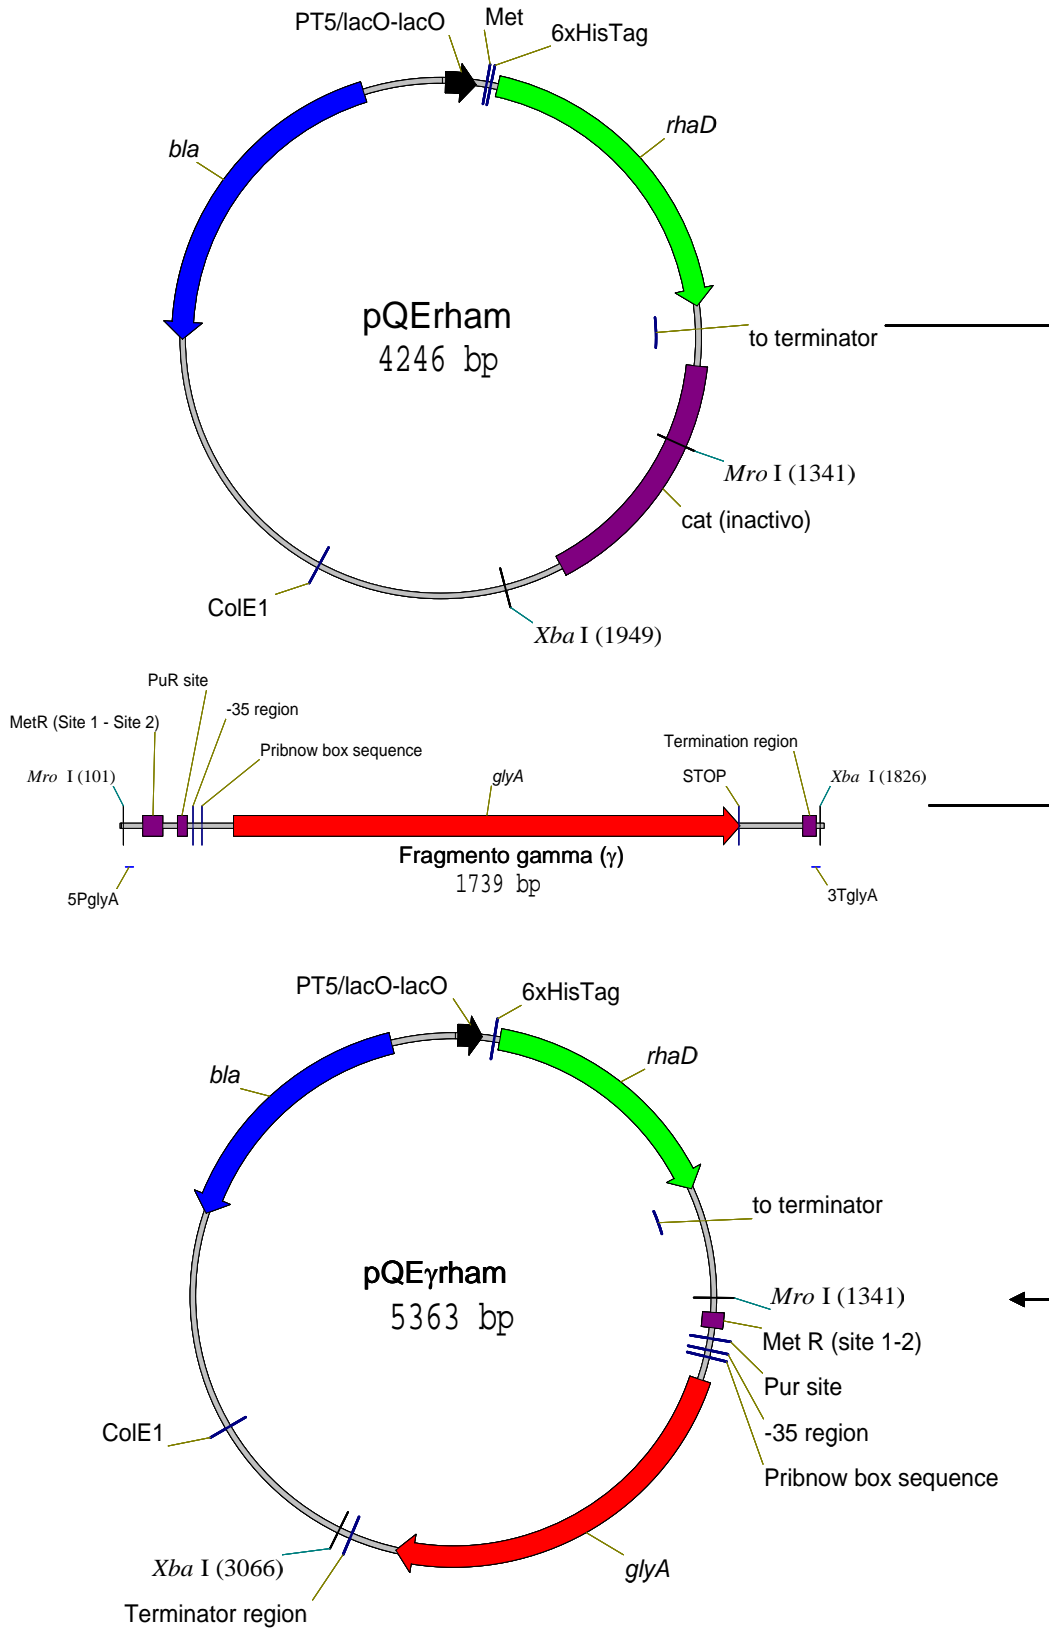 PT5/lacO-lacO
Met
6xHisTag
rhaD
bla
pQErham
4246 bp
to terminator
Mro I (1341)
cat (inactivo)
ColE1
Xba I (1949)
PuR site
-35 region
MetR (Site 1 - Site 2)
Pribnow box sequence
Termination region
Mro I (101)
glyA
STOP
Xba I (1826)
Fragmento gamma (γ)
1739 bp
5PglyA
3TglyA
PT5/lacO-lacO
6xHisTag
rhaD
bla
to terminator
pQEγrham
5363 bp
Mro I (1341)
Met R (site 1-2)
Pur site
-35 region
Pribnow box sequence
ColE1
Xba I (3066)
glyA
Terminator region